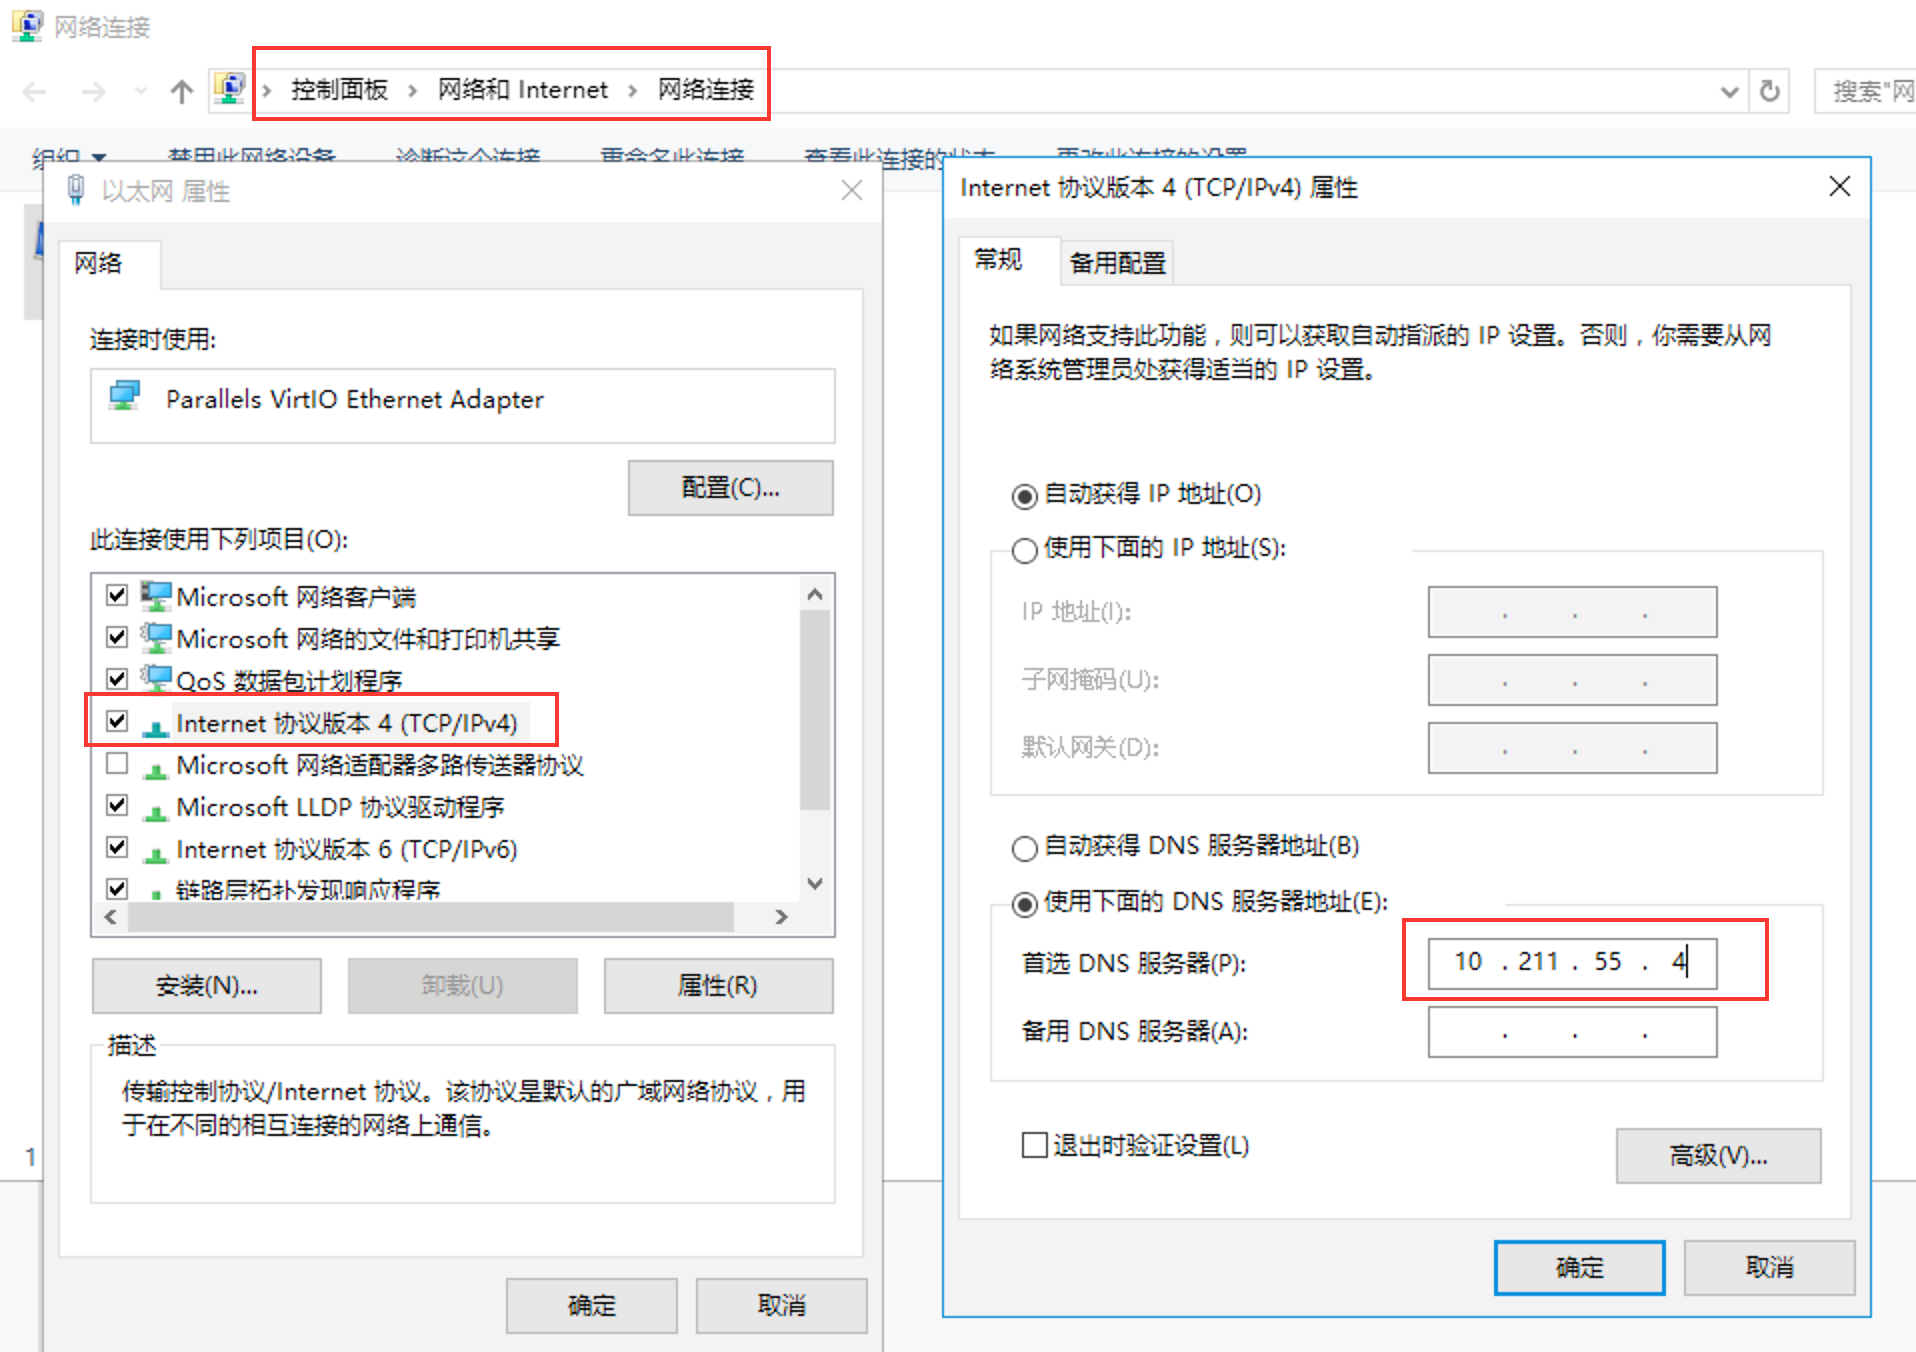 网络连接
控制面板 > 网络和 Internet > 网络连接
搜索"网
组织 禁用此网络设备 诊断这个连接 重命名此连接 查看此连接的状态 更改此连接的设置
以太网 属性
网络
连接时使用:
Parallels VirtIO Ethernet Adapter
配置(C)...
此连接使用下列项目(O):
Microsoft 网络客户端
Microsoft 网络的文件和打印机共享
QoS 数据包计划程序
Internet 协议版本 4 (TCP/IPv4)
Microsoft 网络适配器多路传送器协议
Microsoft LLDP 协议驱动程序
Internet 协议版本 6 (TCP/IPv6)
链路层拓扑发现响应程序
安装(N)... 卸载(U) 属性(R)
描述
传输控制协议/Internet 协议。该协议是默认的广域网络协议，用
于在不同的相互连接的网络上通信。
1
确定 取消
Internet 协议版本 4 (TCP/IPv4) 属性
常规 备用配置
如果网络支持此功能，则可以获取自动指派的 IP 设置。否则，你需要从网
络系统管理员处获得适当的 IP 设置。
自动获得 IP 地址(O)
使用下面的 IP 地址(S):
IP 地址(I): . . .
子网掩码(U): . . .
默认网关(D): . . .
自动获得 DNS 服务器地址(B)
使用下面的 DNS 服务器地址(E):
首选 DNS 服务器(P): 10 . 211 . 55 . 4
备用 DNS 服务器(A): . . .
退出时验证设置(L)
高级(V)...
确定 取消